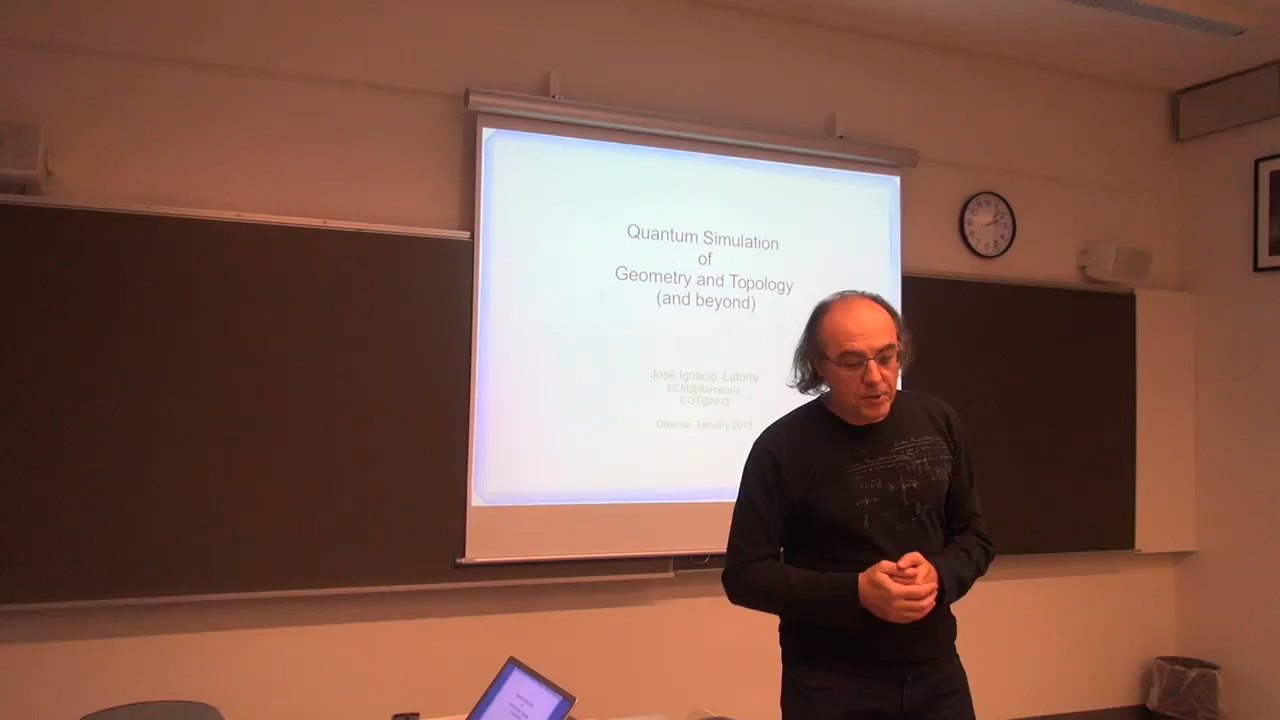 Quantum Simulation
of
Geometry and Topology
(and beyond)
José Ignacio Latorre
ECM@Barcelona
CQT@NUS
Odense January 2015